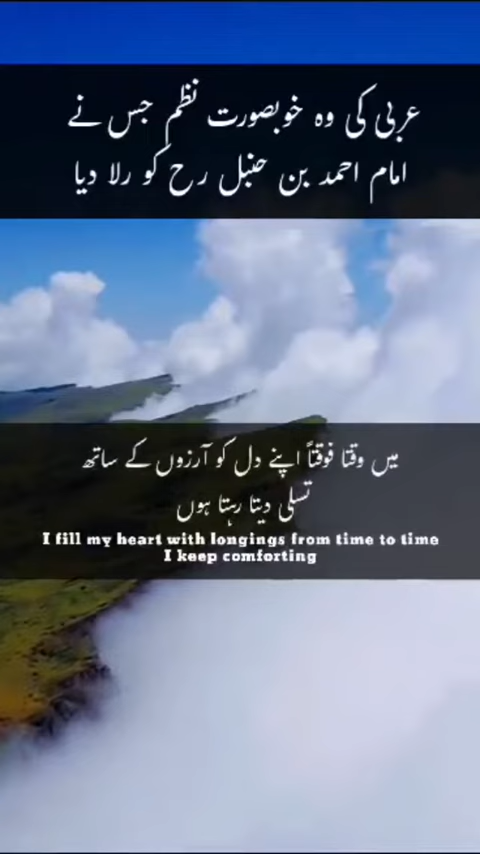 عربی کی وہ خوبصورت نظم جس نے
امام احمد بن حنبل رح کو رلا دیا
میں وقتا فوقتاً اپنے دل کو آرزوں کے ساتھ
تسلی دیتا رہتا ہوں
I fill my heart with longings from time to time
I keep comforting